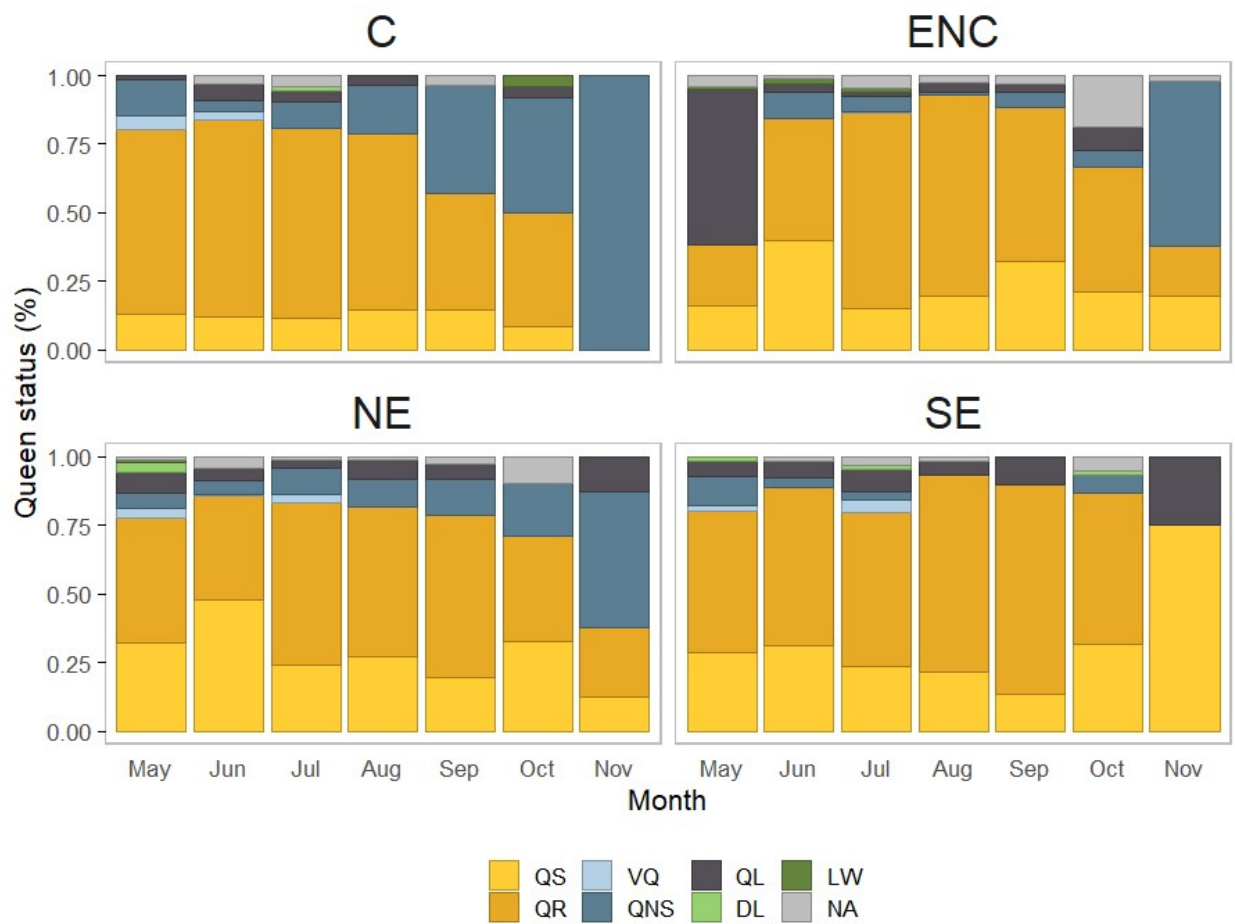 C ENC
1.00
0.75
0.50
0.25
0.00
NE SE
1.00
0.75
0.50
0.25
0.00
Queen status (%)
May Jun Jul Aug Sep Oct Nov May Jun Jul Aug Sep Oct Nov
Month
QS VQ QL LW
QR QNS DL NA